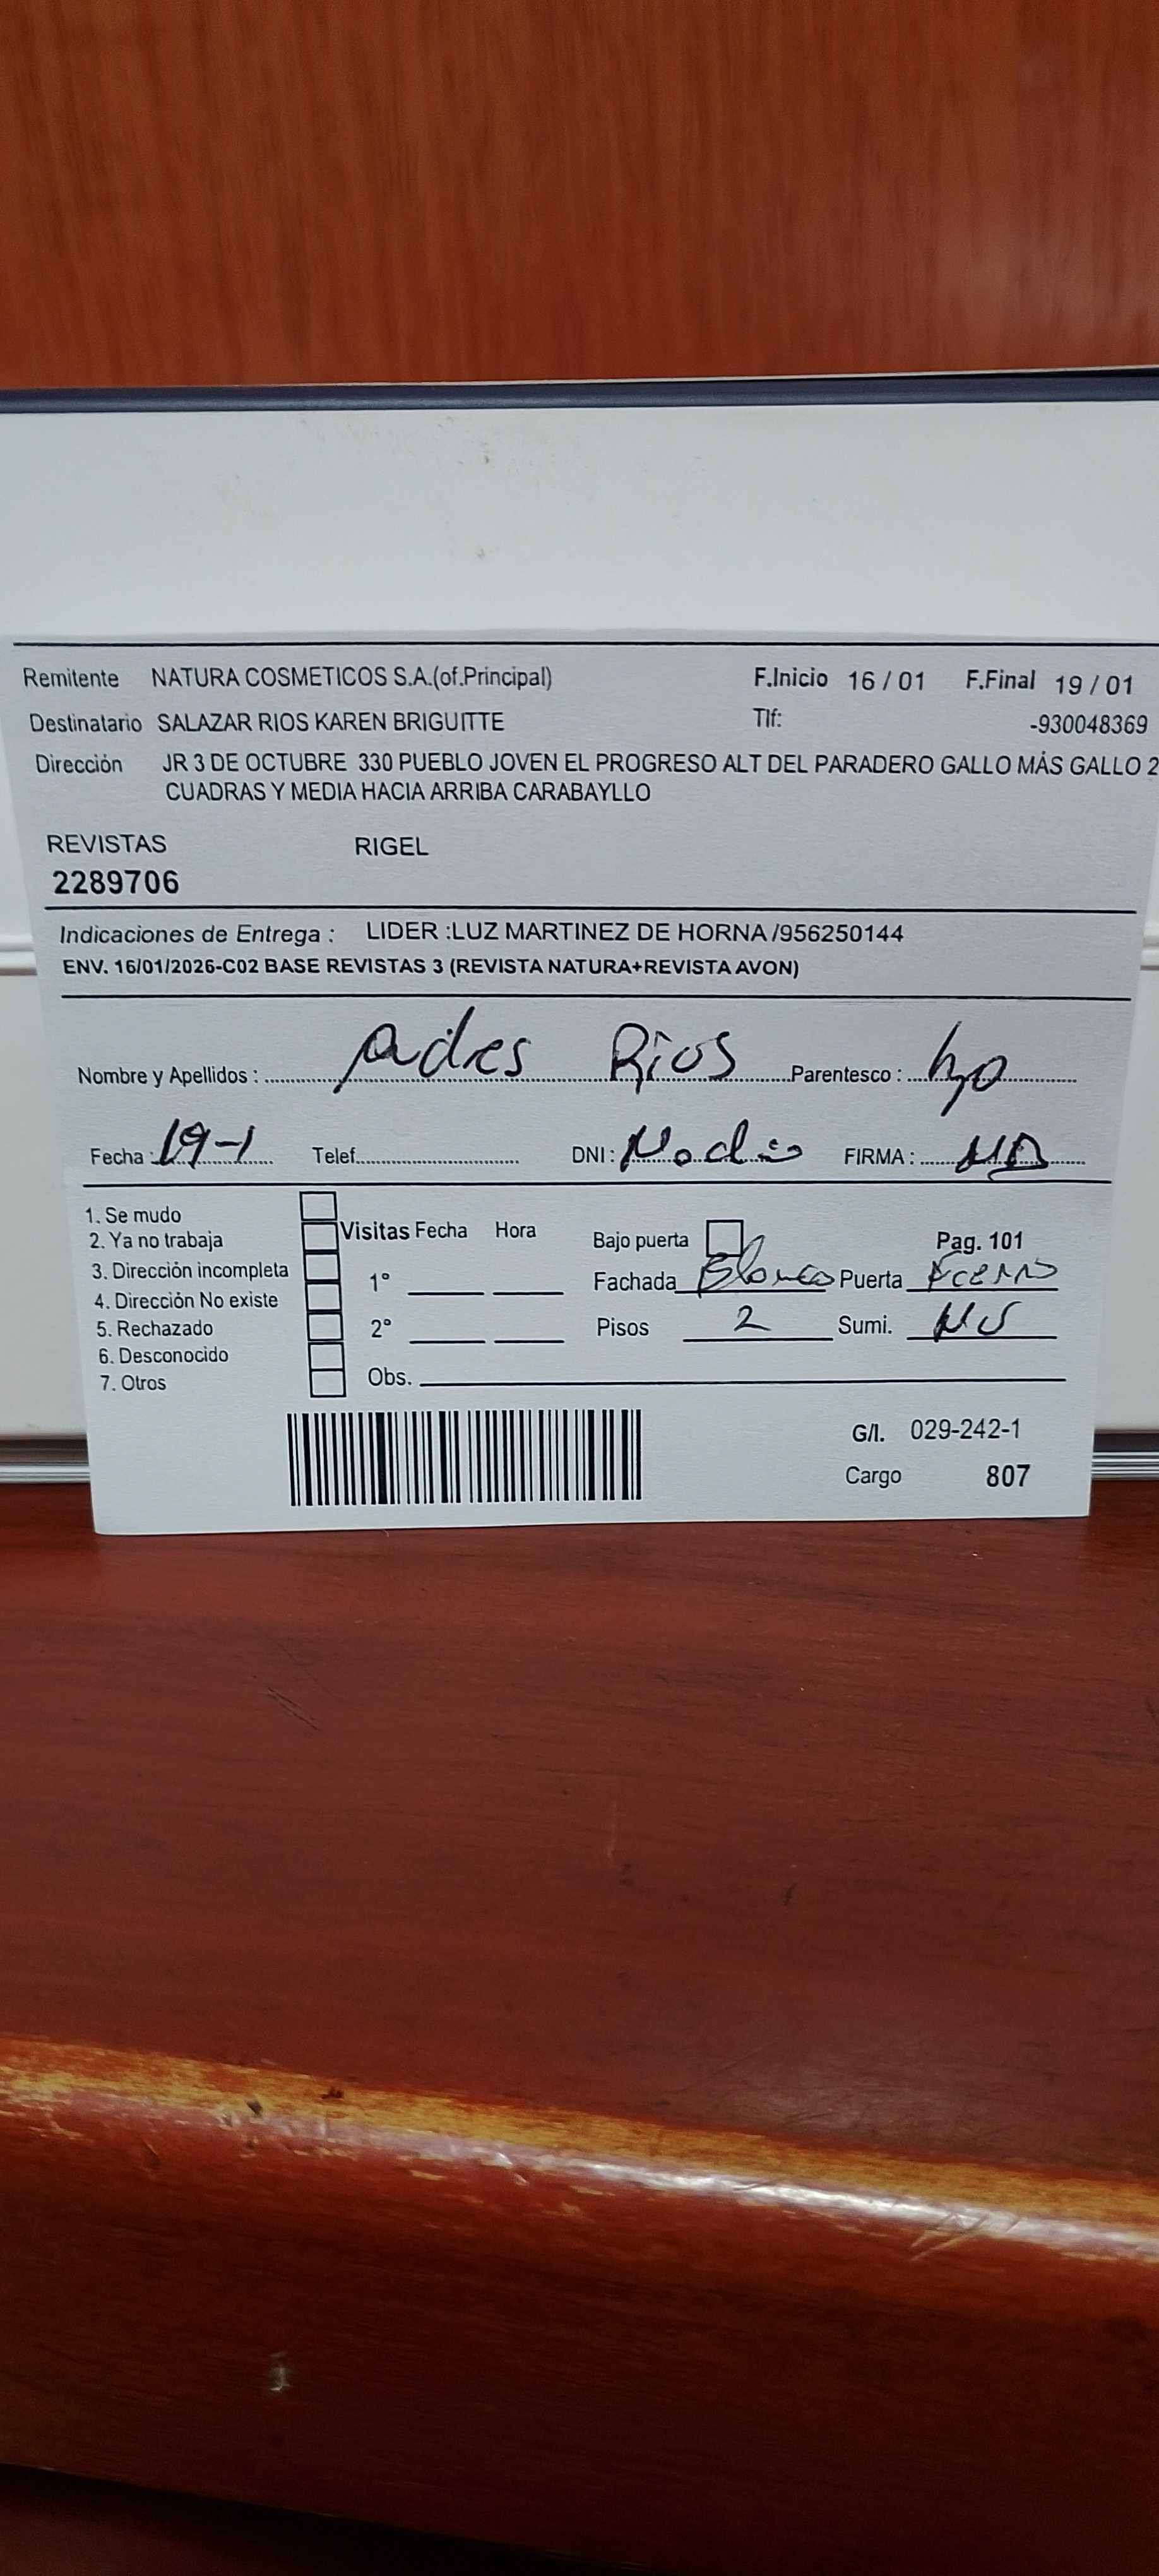 Remitente NATURA COSMETICOS S.A.(of.Principal) F.Inicio 16 / 01 F.Final 19 / 01
Destinatario SALAZAR RIOS KAREN BRIGUITTE Tlf: -930048369
Dirección JR 3 DE OCTUBRE 330 PUEBLO JOVEN EL PROGRESO ALT DEL PARADERO GALLO MÁS GALLO 2
CUADRAS Y MEDIA HACIA ARRIBA CARABAYLLO
REVISTAS RIGEL
2289706
Indicaciones de Entrega : LIDER :LUZ MARTINEZ DE HORNA /956250144
ENV. 16/01/2026-C02 BASE REVISTAS 3 (REVISTA NATURA+REVISTA AVON)
Nombre y Apellidos : Adres Rios Parentesco : hjo
Fecha : 19-1 Telef. DNI : No dio FIRMA :
1. Se mudo
2. Ya no trabaja Visitas Fecha Hora Bajo puerta Pag. 101
3. Dirección incompleta 1° Fachada Blanco Puerta
4. Dirección No existe
5. Rechazado 2° Pisos 2 Sumi.
6. Desconocido
7. Otros Obs.
G/l. 029-242-1
Cargo 807